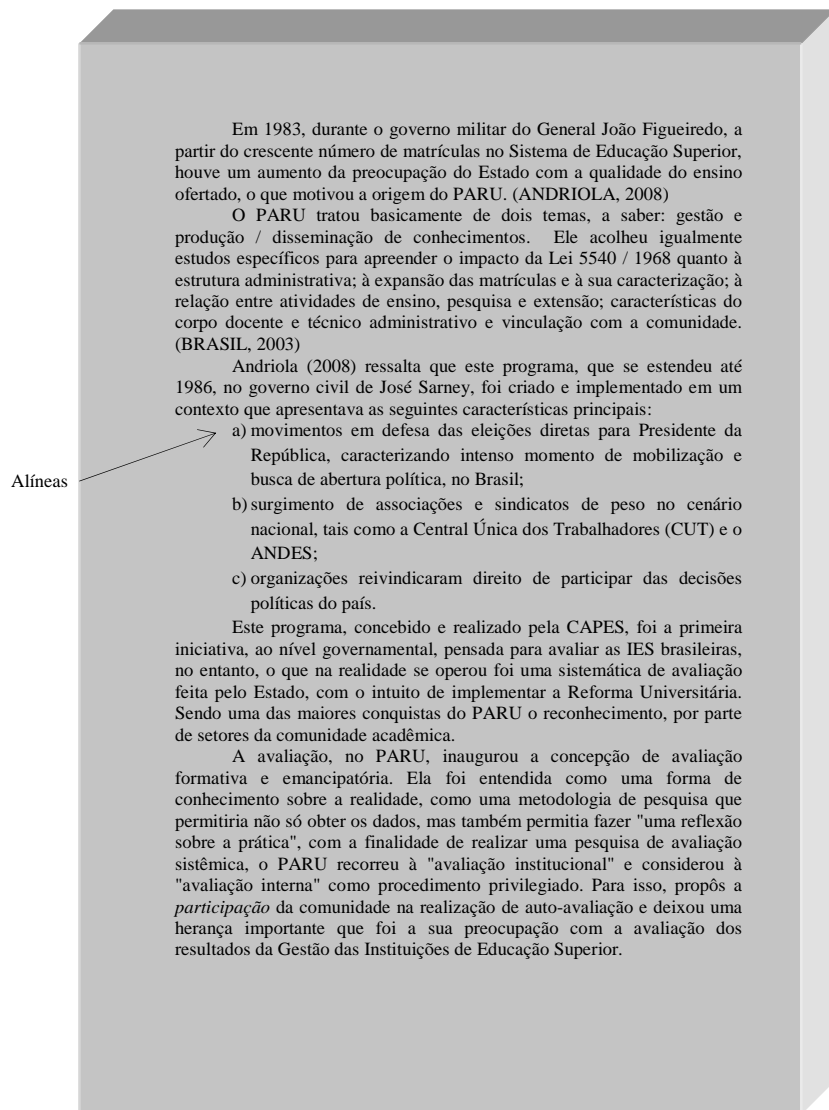 Em 1983, durante o governo militar do General João Figueiredo, a
partir do crescente número de matrículas no Sistema de Educação Superior,
houve um aumento da preocupação do Estado com a qualidade do ensino
ofertado, o que motivou a origem do PARU. (ANDRIOLA, 2008)
O PARU tratou basicamente de dois temas, a saber: gestão e
produção / disseminação de conhecimentos. Ele acolheu igualmente
estudos específicos para apreender o impacto da Lei 5540 / 1968 quanto à
estrutura administrativa; à expansão das matrículas e à sua caracterização; à
relação entre atividades de ensino, pesquisa e extensão; características do
corpo docente e técnico administrativo e vinculação com a comunidade.
(BRASIL, 2003)
Andriola (2008) ressalta que este programa, que se estendeu até
1986, no governo civil de José Sarney, foi criado e implementado em um
contexto que apresentava as seguintes características principais:
a) movimentos em defesa das eleições diretas para Presidente da
República, caracterizando intenso momento de mobilização e
busca de abertura política, no Brasil;
Alíneas
b) surgimento de associações e sindicatos de peso no cenário
nacional, tais como a Central Única dos Trabalhadores (CUT) e o
ANDES;
c) organizações reivindicaram direito de participar das decisões
políticas do país.
Este programa, concebido e realizado pela CAPES, foi a primeira
iniciativa, ao nível governamental, pensada para avaliar as IES brasileiras,
no entanto, o que na realidade se operou foi uma sistemática de avaliação
feita pelo Estado, com o intuito de implementar a Reforma Universitária.
Sendo uma das maiores conquistas do PARU o reconhecimento, por parte
de setores da comunidade acadêmica.
A avaliação, no PARU, inaugurou a concepção de avaliação
formativa e emancipatória. Ela foi entendida como uma forma de
conhecimento sobre a realidade, como uma metodologia de pesquisa que
permitiria não só obter os dados, mas também permitia fazer "uma reflexão
sobre a prática", com a finalidade de realizar uma pesquisa de avaliação
sistêmica, o PARU recorreu à "avaliação institucional" e considerou à
"avaliação interna" como procedimento privilegiado. Para isso, propôs a
participação da comunidade na realização de auto-avaliação e deixou uma
herança importante que foi a sua preocupação com a avaliação dos
resultados da Gestão das Instituições de Educação Superior.